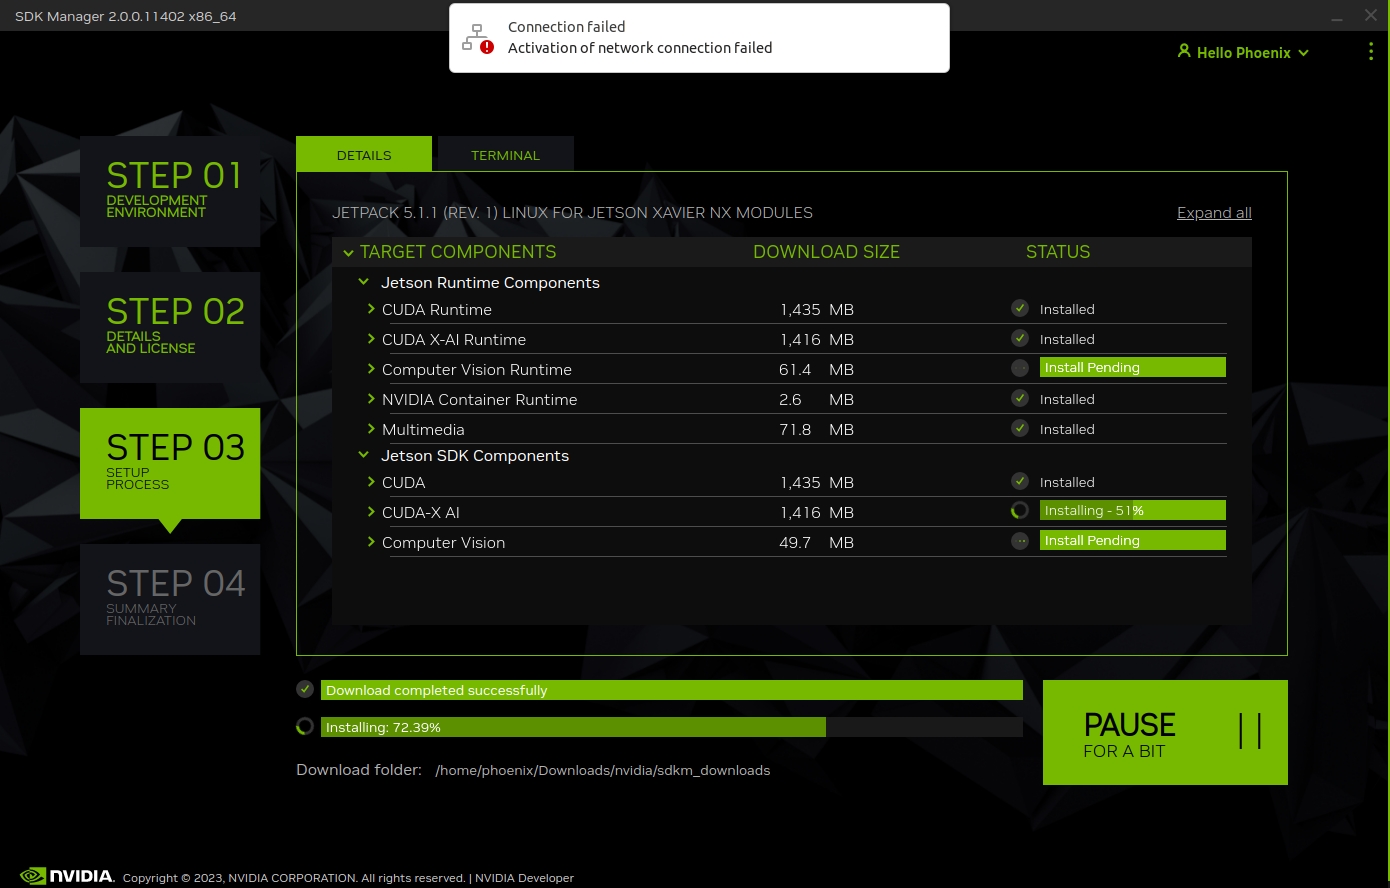 SDK Manager 2.0.0.11402 x86_64
Connection failed
Activation of network connection failed
Hello Phoenix
STEP 01
DEVELOPMENT
ENVIRONMENT
STEP 02
DETAILS
AND LICENSE
STEP 03
SETUP
PROCESS
STEP 04
SUMMARY
FINALIZATION
DETAILS TERMINAL
JETPACK 5.1.1 (REV. 1) LINUX FOR JETSON XAVIER NX MODULES Expand all
TARGET COMPONENTS DOWNLOAD SIZE STATUS
Jetson Runtime Components
CUDA Runtime 1,435 MB Installed
CUDA X-AI Runtime 1,416 MB Installed
Computer Vision Runtime 61.4 MB Install Pending
NVIDIA Container Runtime 2.6 MB Installed
Multimedia 71.8 MB Installed
Jetson SDK Components
CUDA 1,435 MB Installed
CUDA-X AI 1,416 MB Installing - 51%
Computer Vision 49.7 MB Install Pending
Download completed successfully
Installing: 72.39%
Download folder: /home/phoenix/Downloads/nvidia/sdkm_downloads
PAUSE
FOR A BIT
NVIDIA. Copyright © 2023, NVIDIA CORPORATION. All rights reserved. | NVIDIA Developer